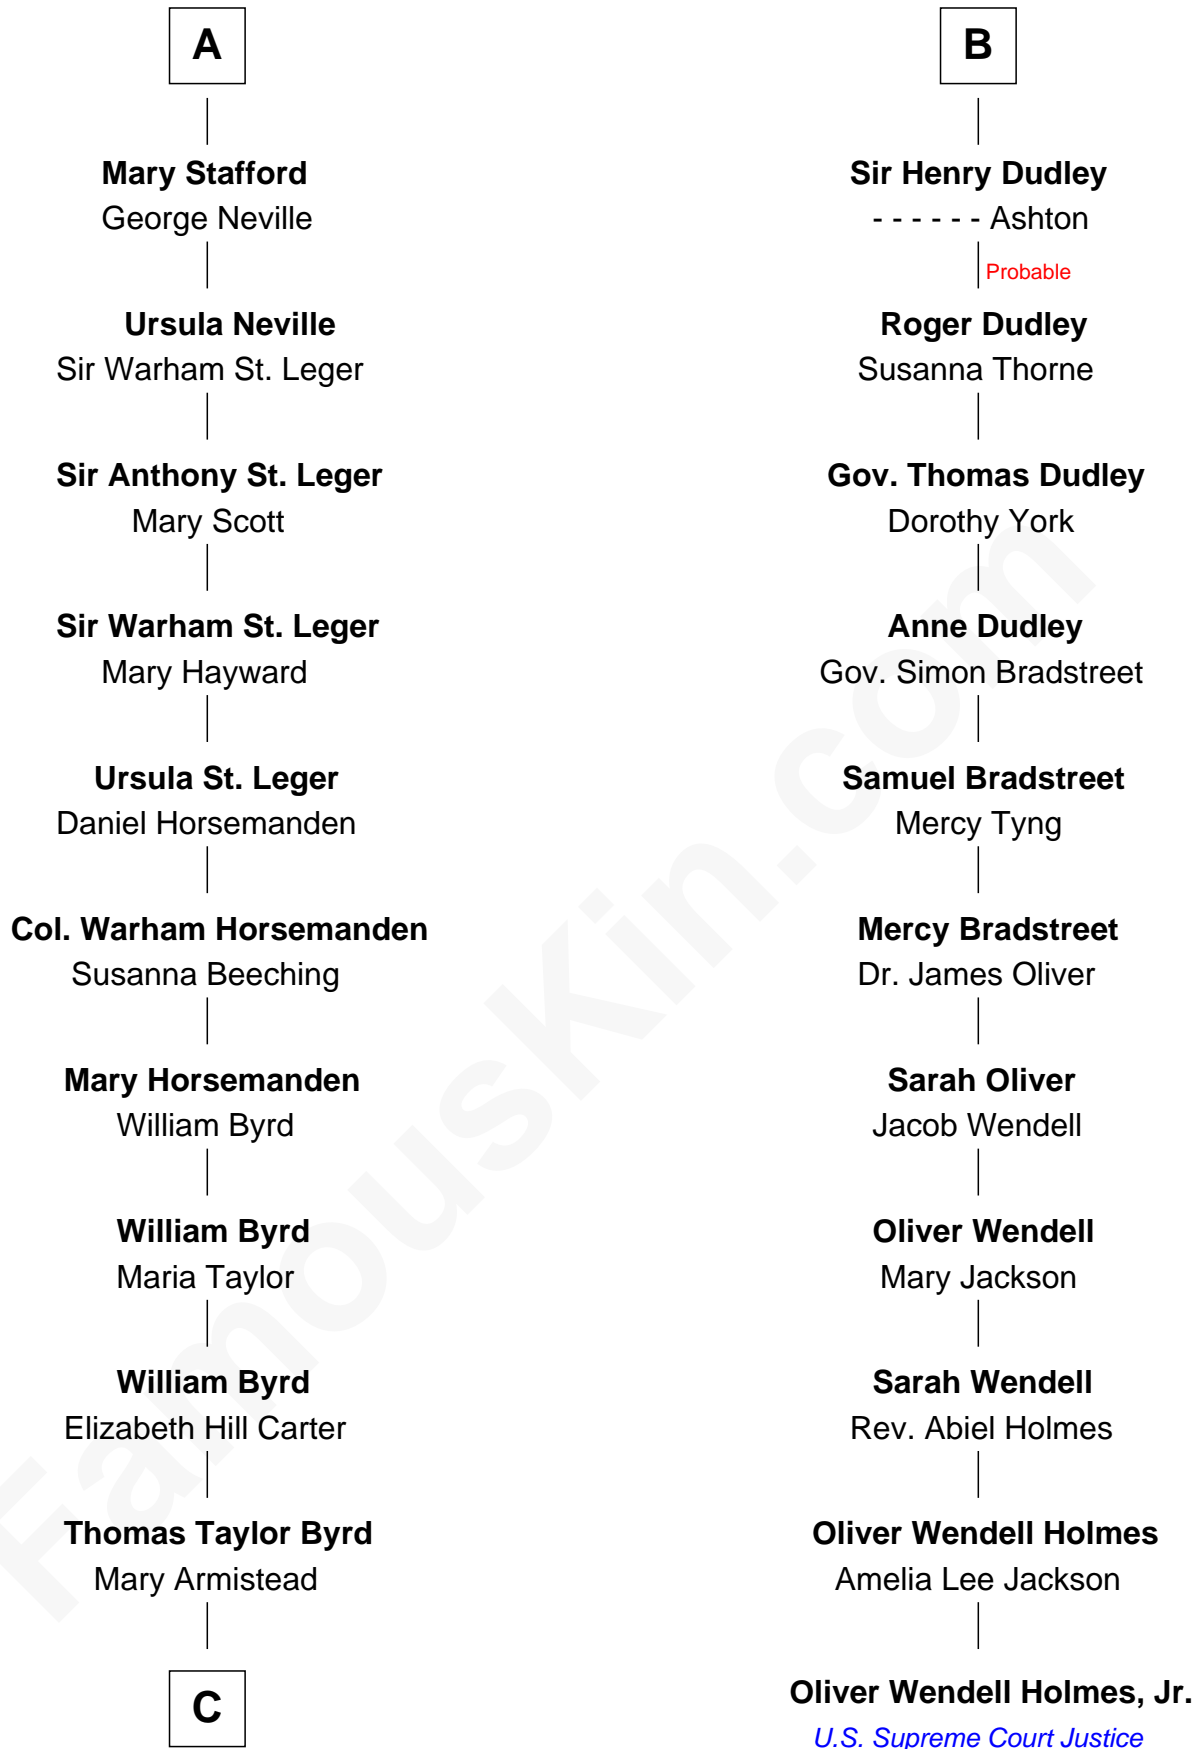 A
Mary Stafford
George Neville
Ursula Neville
Sir Warham St. Leger
Sir Anthony St. Leger
Mary Scott
Sir Warham St. Leger
Mary Hayward
Ursula St. Leger
Daniel Horsemanden
Col. Warham Horsemanden
Susanna Beeching
Mary Horsemanden
William Byrd
William Byrd
Maria Taylor
William Byrd
Elizabeth Hill Carter
Thomas Taylor Byrd
Mary Armistead
C
B
Sir Henry Dudley
- - - - - - Ashton
Probable
Roger Dudley
Susanna Thorne
Gov. Thomas Dudley
Dorothy York
Anne Dudley
Gov. Simon Bradstreet
Samuel Bradstreet
Mercy Tyng
Mercy Bradstreet
Dr. James Oliver
Sarah Oliver
Jacob Wendell
Oliver Wendell
Mary Jackson
Sarah Wendell
Rev. Abiel Holmes
Oliver Wendell Holmes
Amelia Lee Jackson
Oliver Wendell Holmes, Jr.
U.S. Supreme Court Justice
FamousKin.com